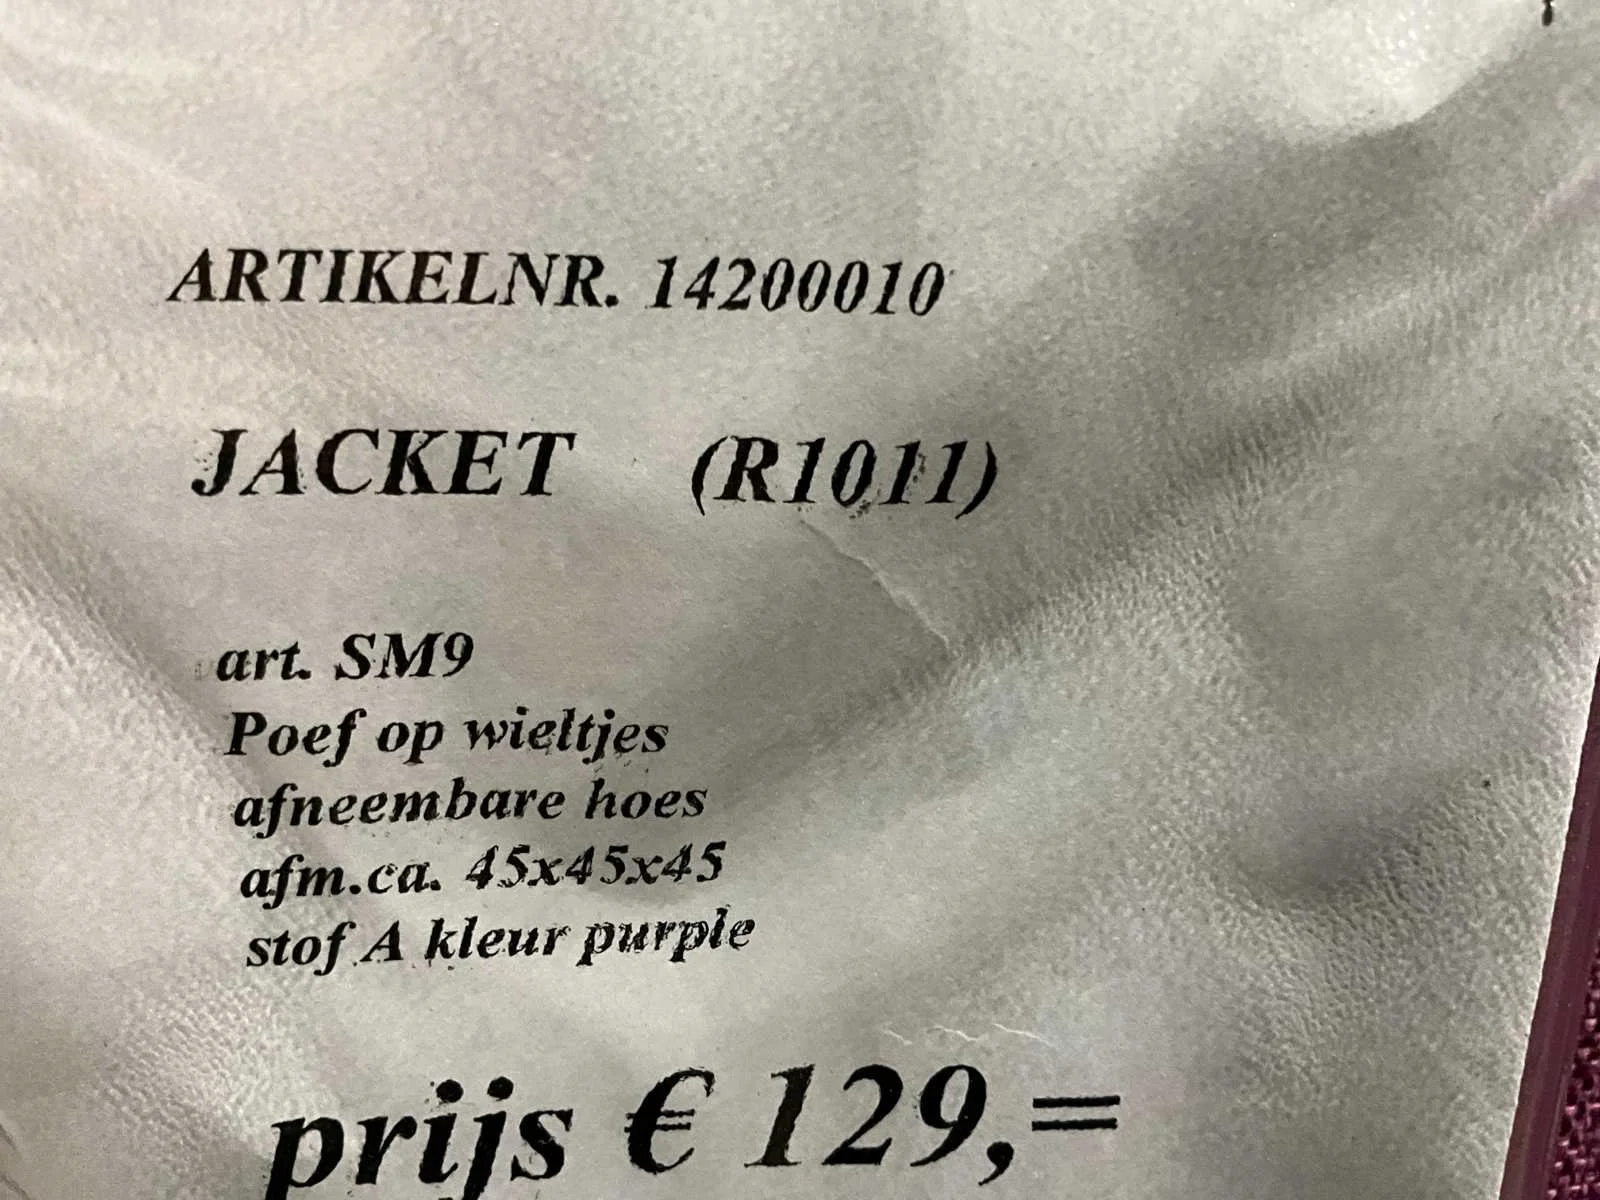 ARTIKELNR. 14200010
JACKET (R1011)
art. SM9
Poef op wieltjes
afneembare hoes
afm.ca. 45x45x45
stof A kleur purple
prijs € 129,=